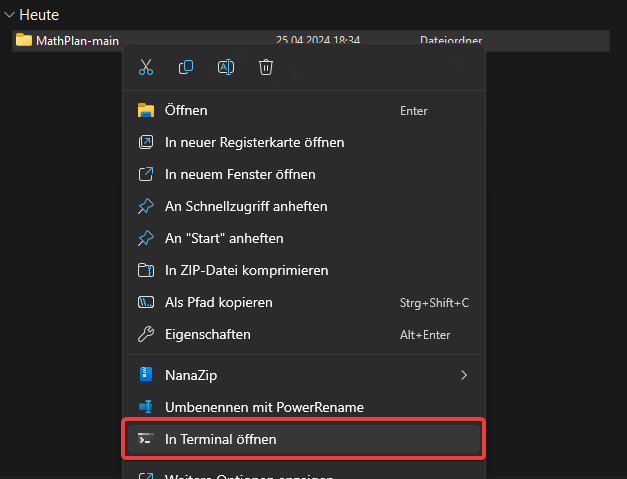 Heute
MathPlan-main 25.04.2024 18:34 Dateiordner
Öffnen Enter
In neuer Registerkarte öffnen
In neuem Fenster öffnen
An Schnellzugriff anheften
An "Start" anheften
In ZIP-Datei komprimieren
Als Pfad kopieren Strg+Shift+C
Eigenschaften Alt+Enter
NanaZip
Umbenennen mit PowerRename
In Terminal öffnen
Weitere Optionen anzeigen